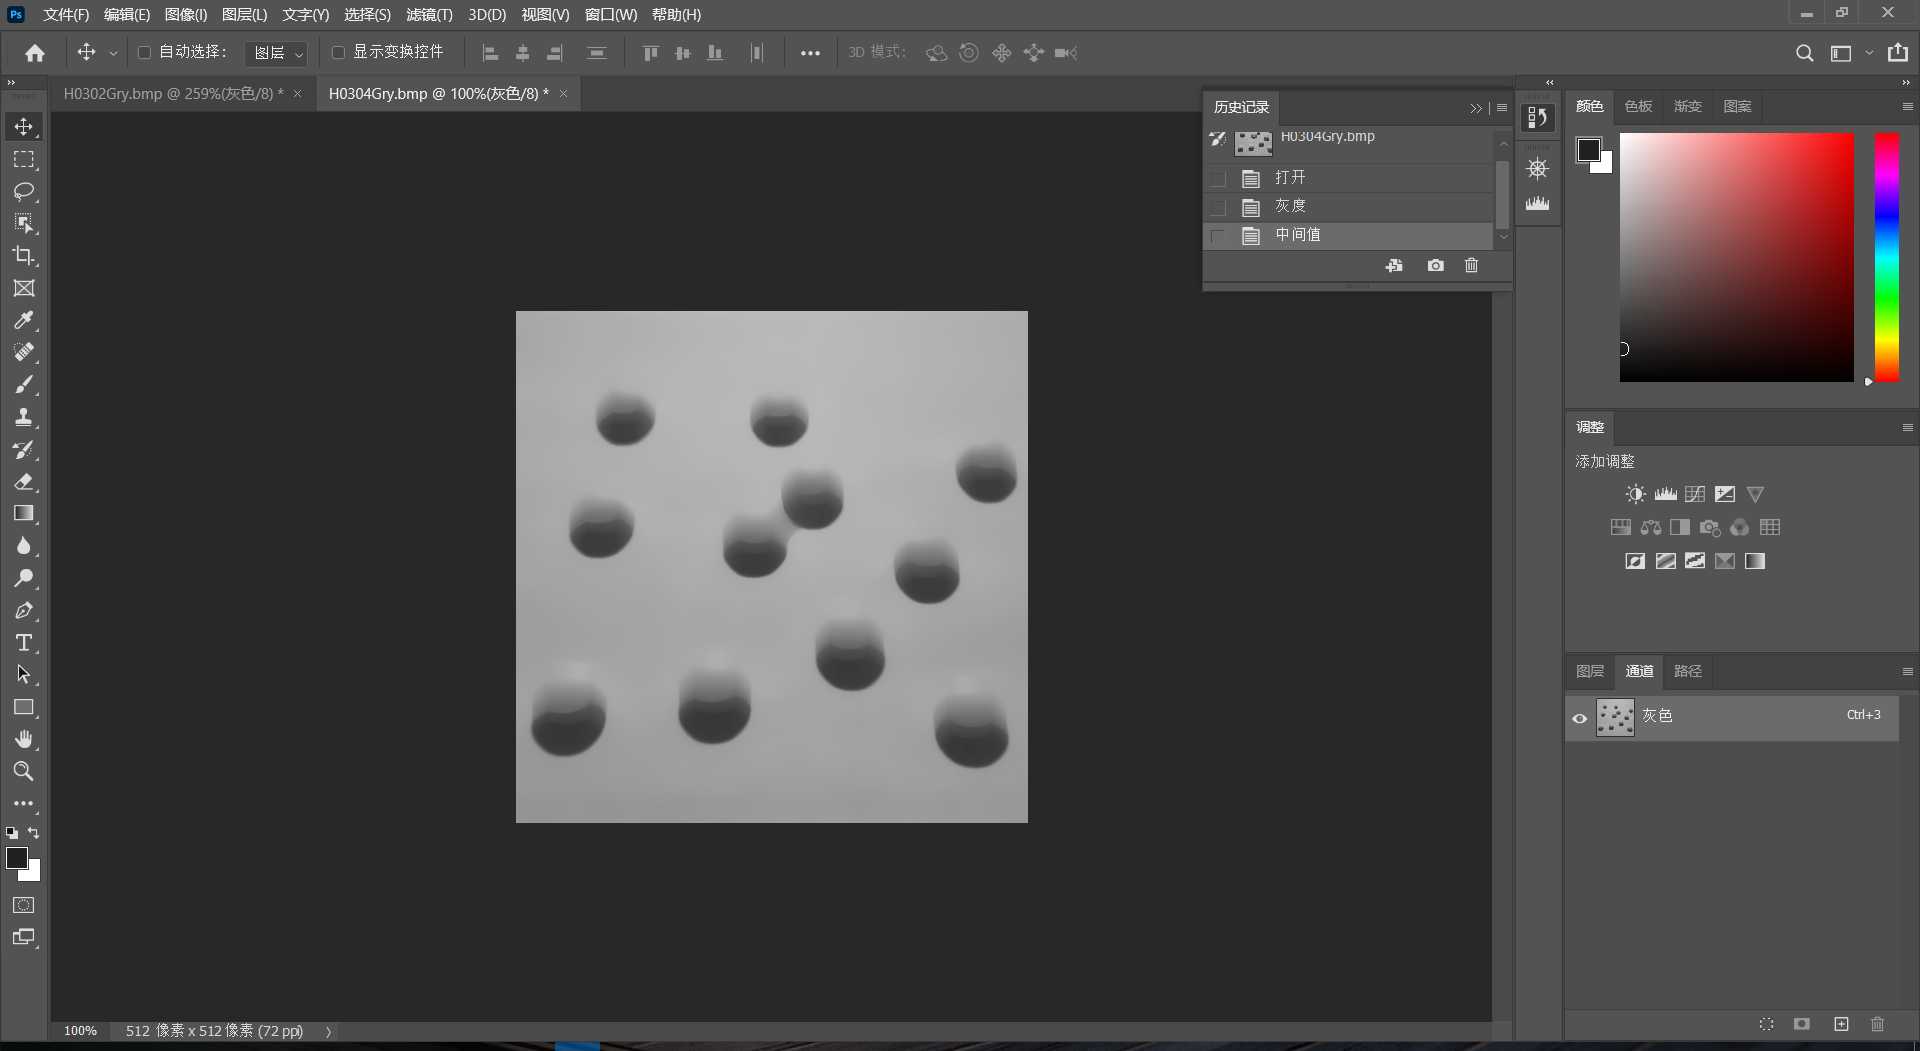 Ps 文件(F) 编辑(E) 图像(I) 图层(L) 文字(Y) 选择(S) 滤镜(T) 3D(D) 视图(V) 窗口(W) 帮助(H)
自动选择： 图层 显示变换控件 3D 模式：
H0302Gry.bmp @ 259%(灰色/8) * × H0304Gry.bmp @ 100%(灰色/8) * ×
历史记录
H0304Gry.bmp
打开
灰度
中间值
颜色 色板 渐变 图案
调整
添加调整
图层 通道 路径
灰色 Ctrl+3
100% 512 像素 x 512 像素 (72 ppi)